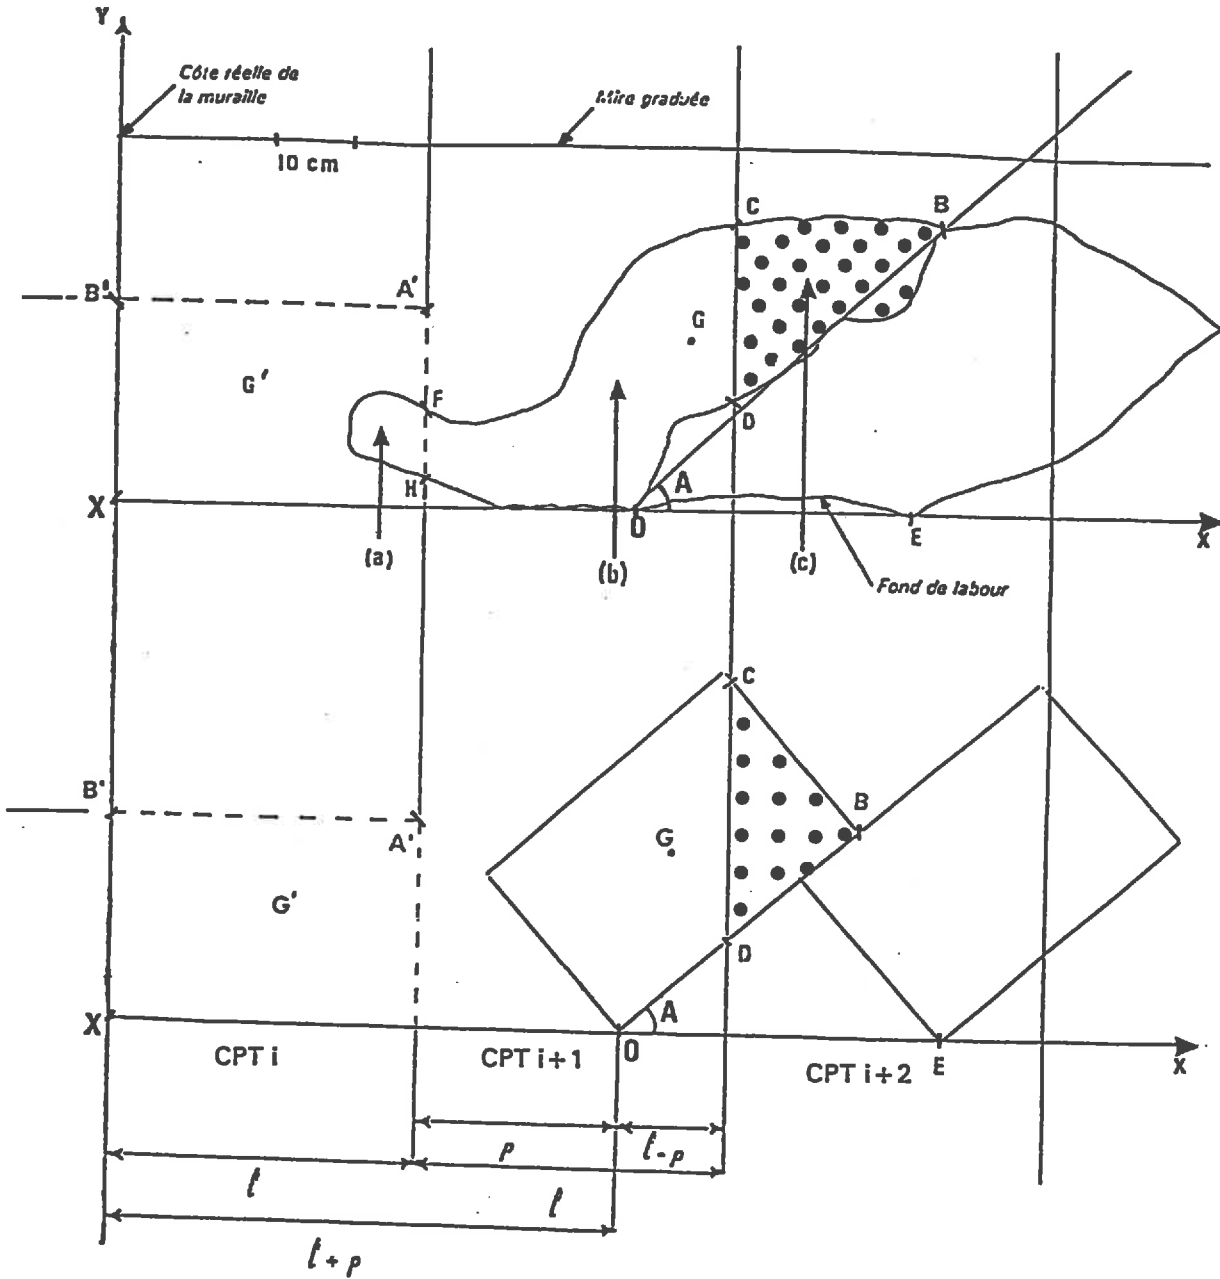 Y
Côte réelle de
la muraille
Mire graduée
10 cm
C
B
B' A'
G
G'
F
D
H
A
X
O
E
X
(a)
(b)
(c)
Fond de labour
C
B'
B
A'
G
G'
D
A
X
O
E
X
CPT i
CPT i+1
CPT i+2
p
l-p
l
l
l+p